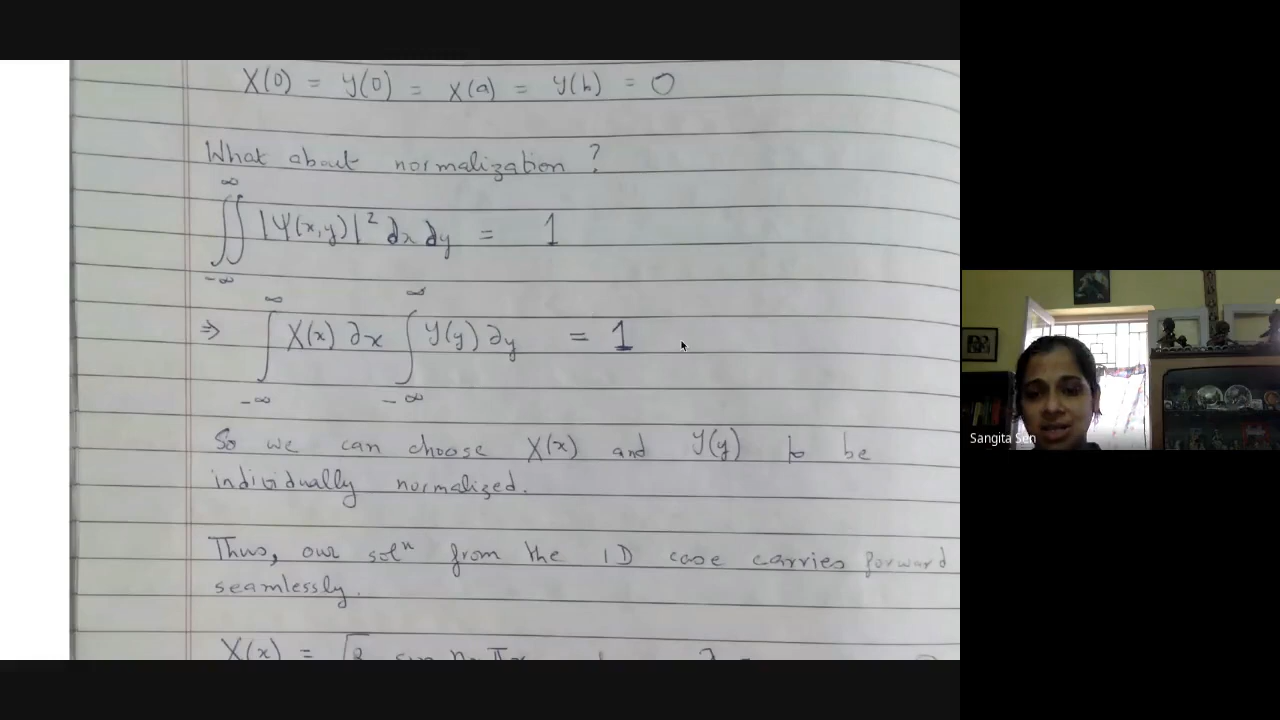 X(0) = Y(0) = X(a) = Y(b) = 0
What about normalization ?
∫∫_{-∞}^{∞} |Ψ(x,y)|² ∂x ∂y = 1
⇒ ∫_{-∞}^{∞} X(x) ∂x ∫_{-∞}^{∞} Y(y) ∂y = 1
So we can choose X(x) and Y(y) to be
individually normalized.
Thus, our solⁿ from the 1D case carries forward
seamlessly.
X(x) =
Sangita Sen